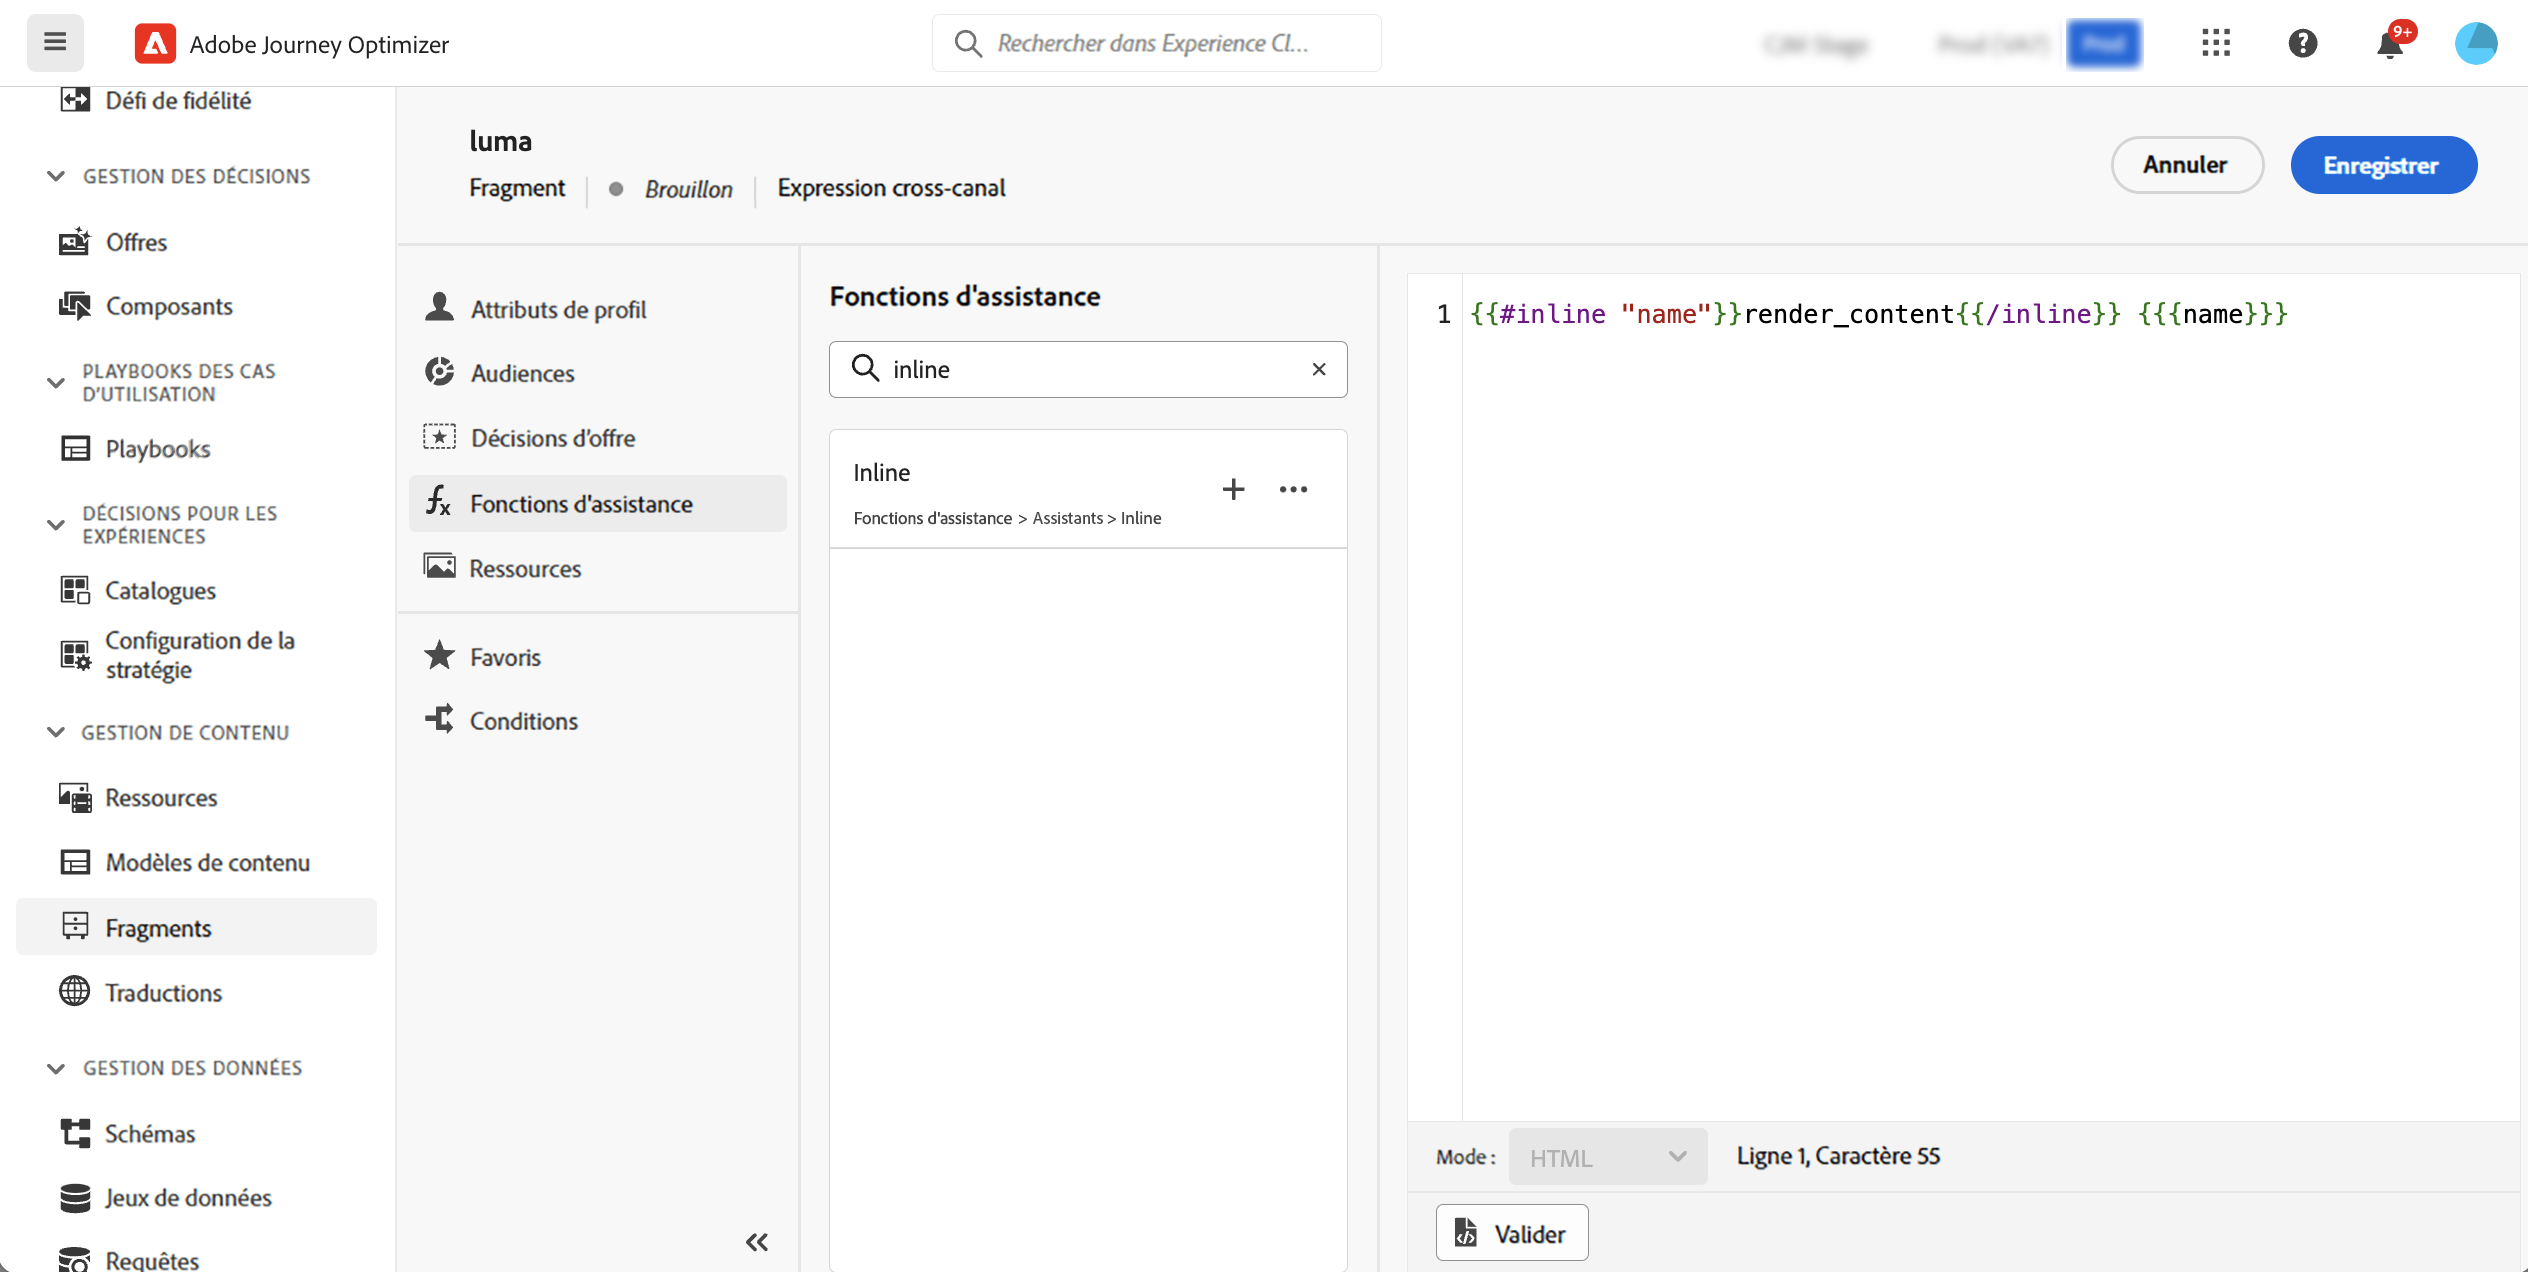 Adobe Journey Optimizer
Rechercher dans Experience Cl...
9+
Défi de fidélité
GESTION DES DÉCISIONS
Offres
Composants
PLAYBOOKS DES CAS
D'UTILISATION
Playbooks
DÉCISIONS POUR LES
EXPÉRIENCES
Catalogues
Configuration de la
stratégie
GESTION DE CONTENU
Ressources
Modèles de contenu
Fragments
Traductions
GESTION DES DONNÉES
Schémas
Jeux de données
Requêtes
luma
Fragment
Brouillon
Expression cross-canal
Annuler
Enregistrer
Attributs de profil
Audiences
Décisions d'offre
Fonctions d'assistance
Ressources
Favoris
Conditions
Fonctions d'assistance
inline
Inline
Fonctions d'assistance > Assistants > Inline
1 {{#inline "name"}}render_content{{/inline}} {{{name}}}
Mode : HTML
Ligne 1, Caractère 55
Valider